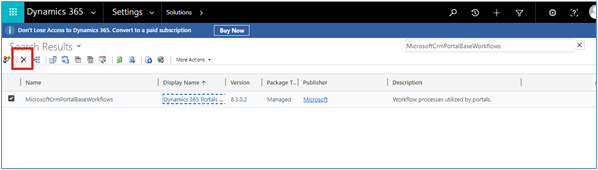 Dynamics 365 Settings Solutions
Don't Lose Access to Dynamics 365. Convert to a paid subscription Buy Now
Search Results MicrosoftCrmPortalBaseWorkflows
More Actions
Name Display Name Version Package T... Publisher Description
MicrosoftCrmPortalBaseWorkflows Dynamics 365 Portals ... 8.3.0.2 Managed Microsoft Workflow processes utilized by portals.